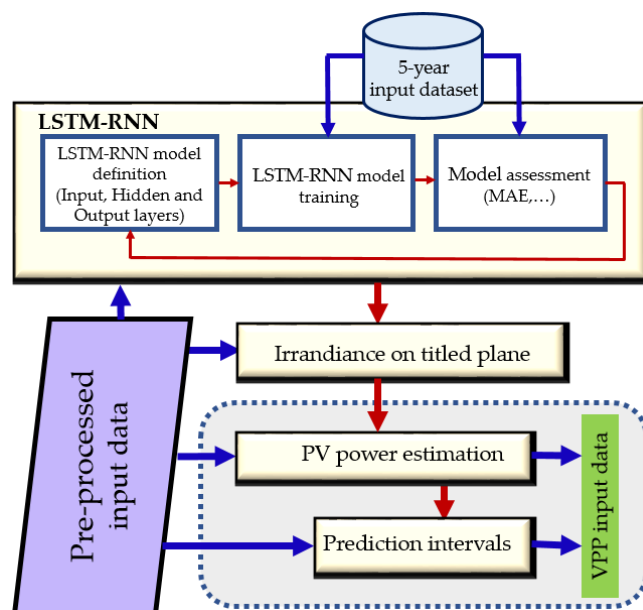 5-year
input dataset
LSTM-RNN
LSTM-RNN model
definition
(Input, Hidden and
Output layers)
LSTM-RNN model
training
Model assessment
(MAE,...)
Irrandiance on titled plane
Pre-processed
input data
PV power estimation
Prediction intervals
VPP input data